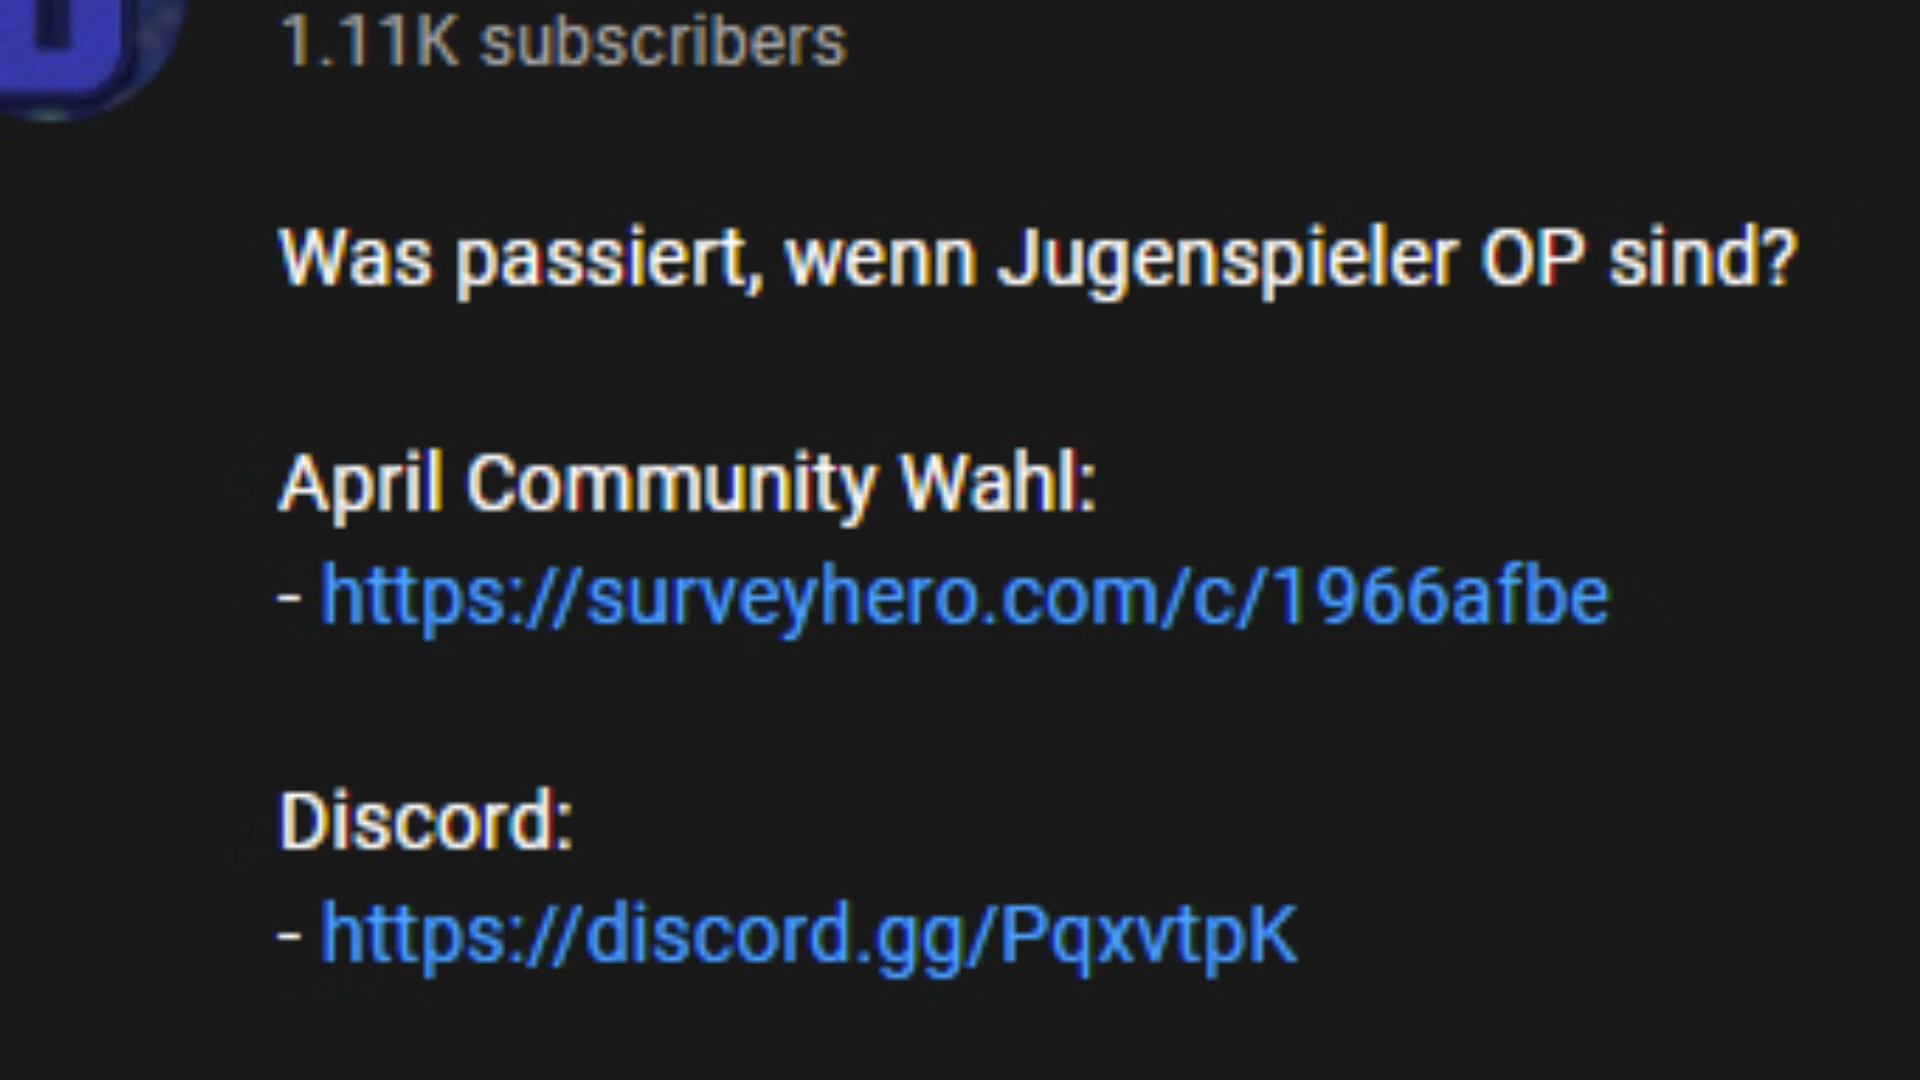 1.11K subscribers
Was passiert, wenn Jugenspieler OP sind?
April Community Wahl:
- https://surveyhero.com/c/1966afbe
Discord:
- https://discord.gg/PqxvtpK